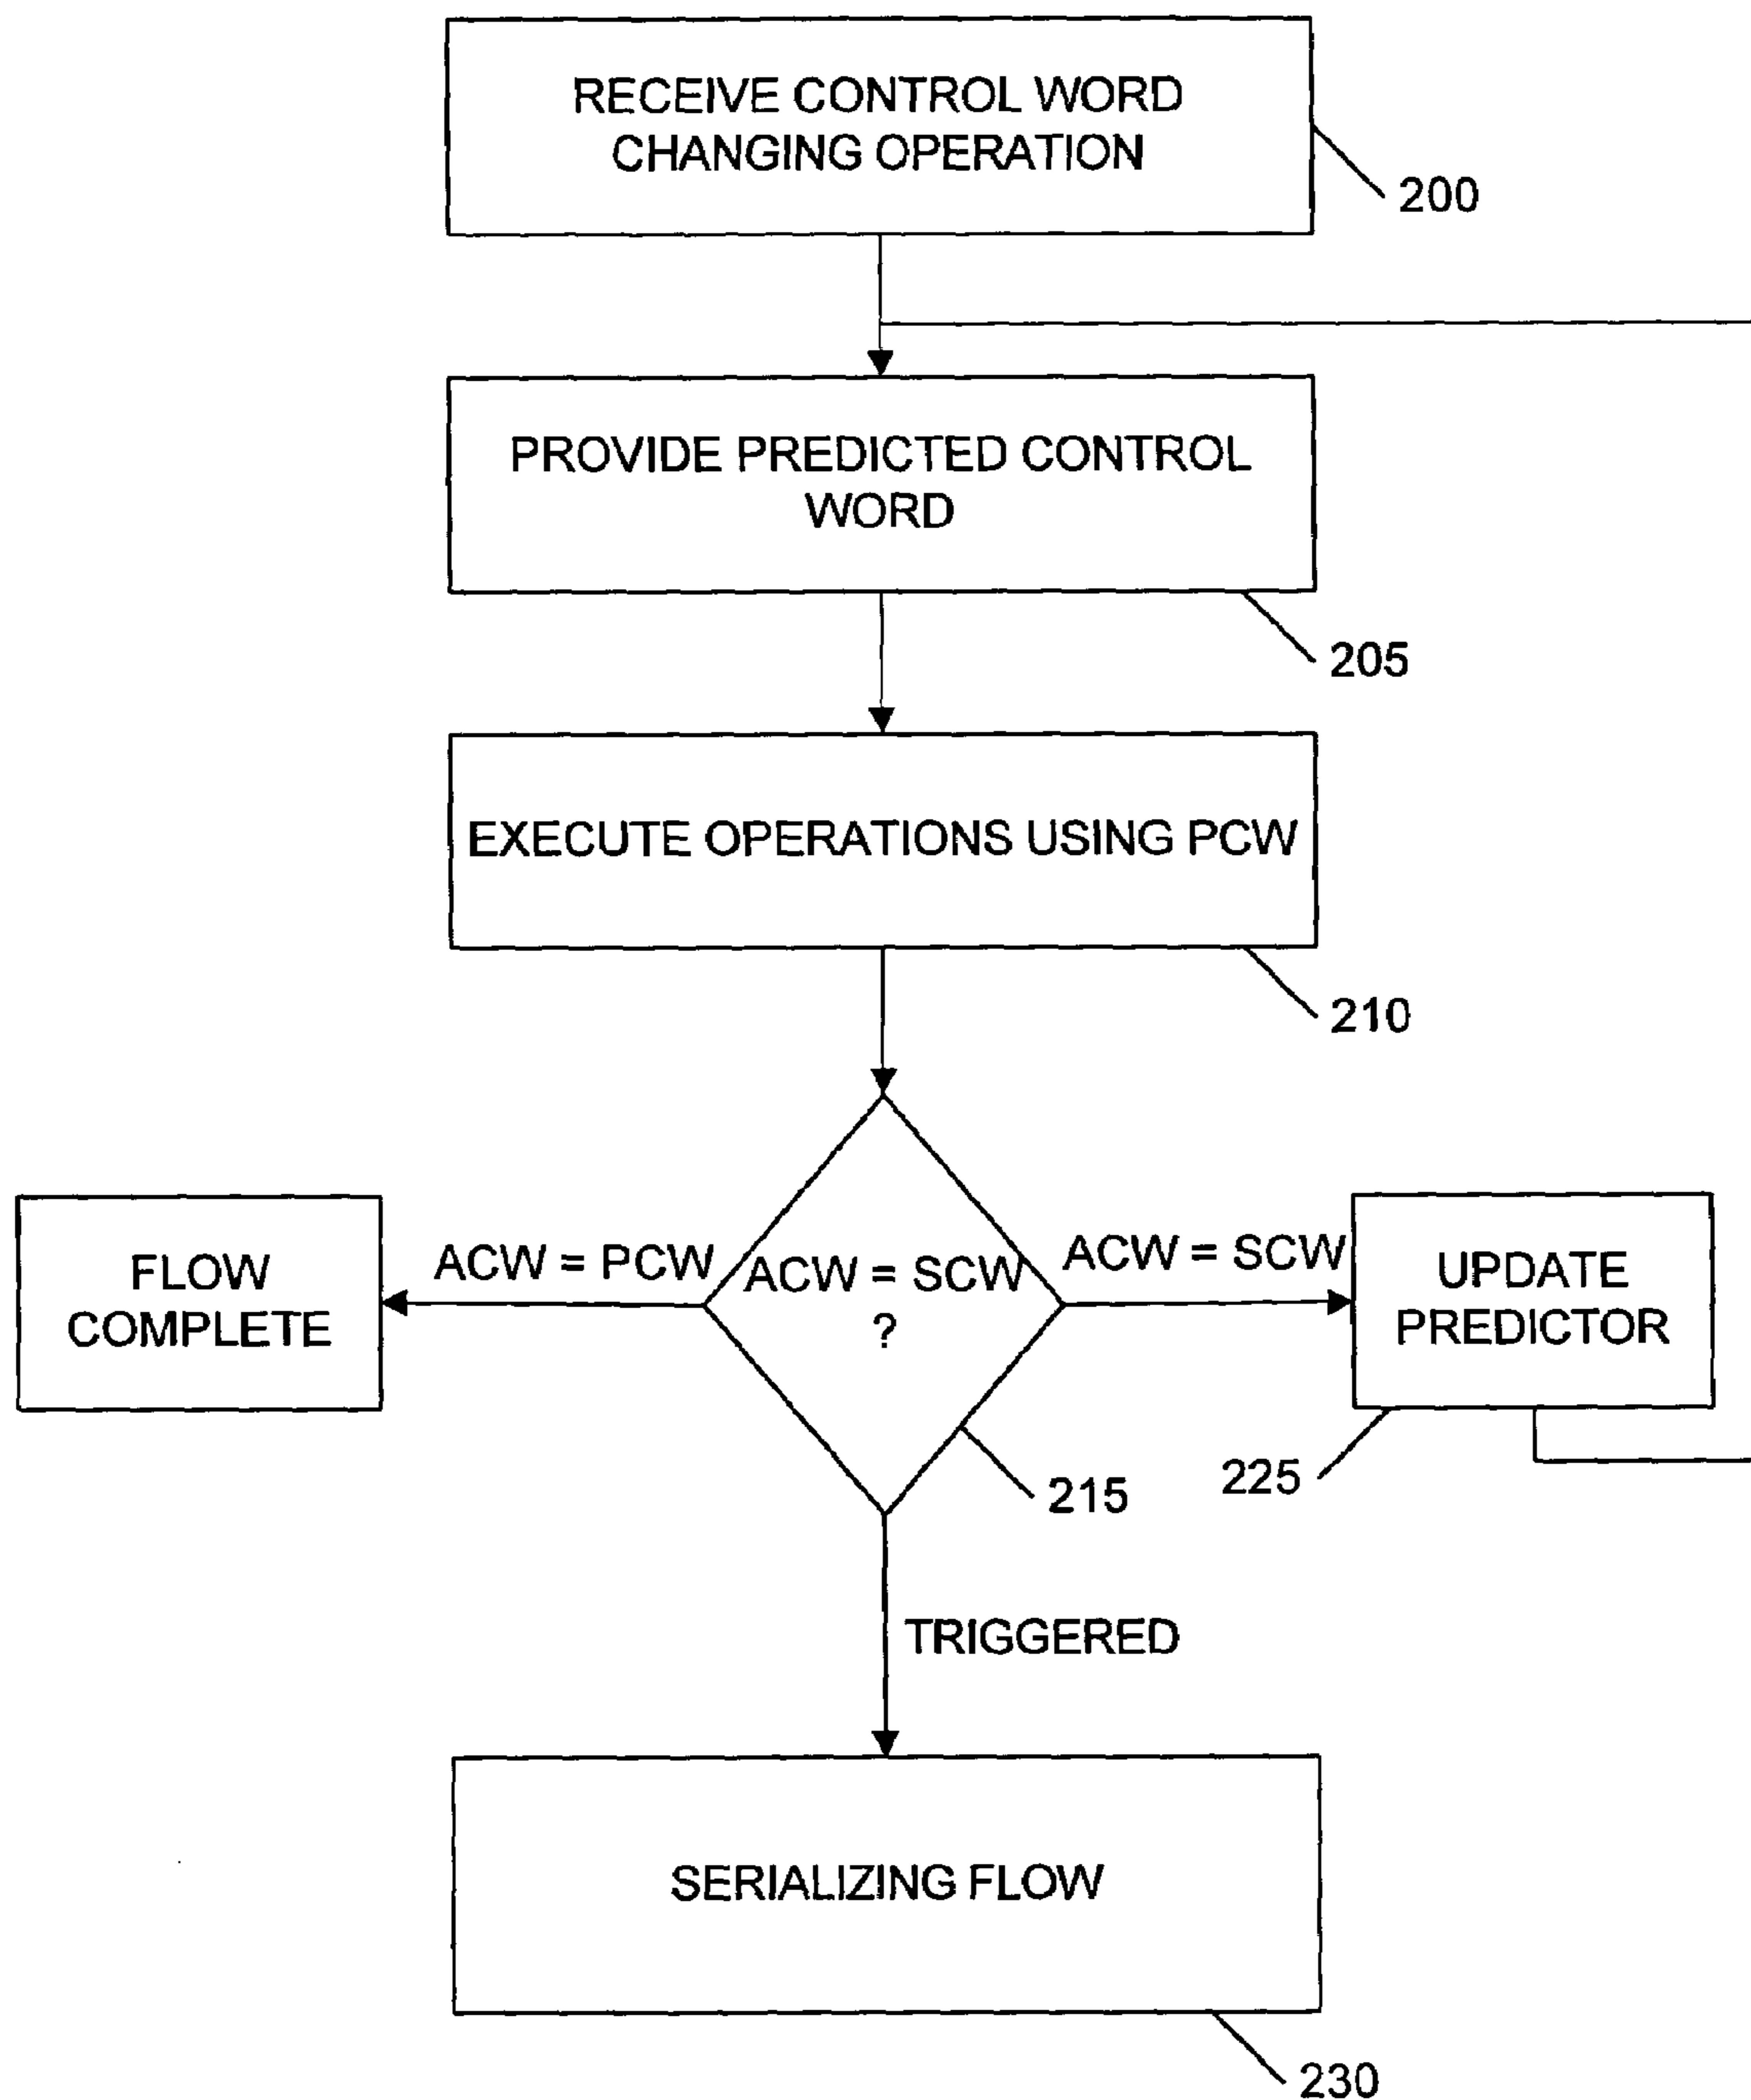 RECEIVE CONTROL WORD
CHANGING OPERATION
200
PROVIDE PREDICTED CONTROL
WORD
205
EXECUTE OPERATIONS USING PCW
210
FLOW
COMPLETE
ACW = PCW
ACW = SCW
?
ACW = SCW
UPDATE
PREDICTOR
215
225
TRIGGERED
SERIALIZING FLOW
230